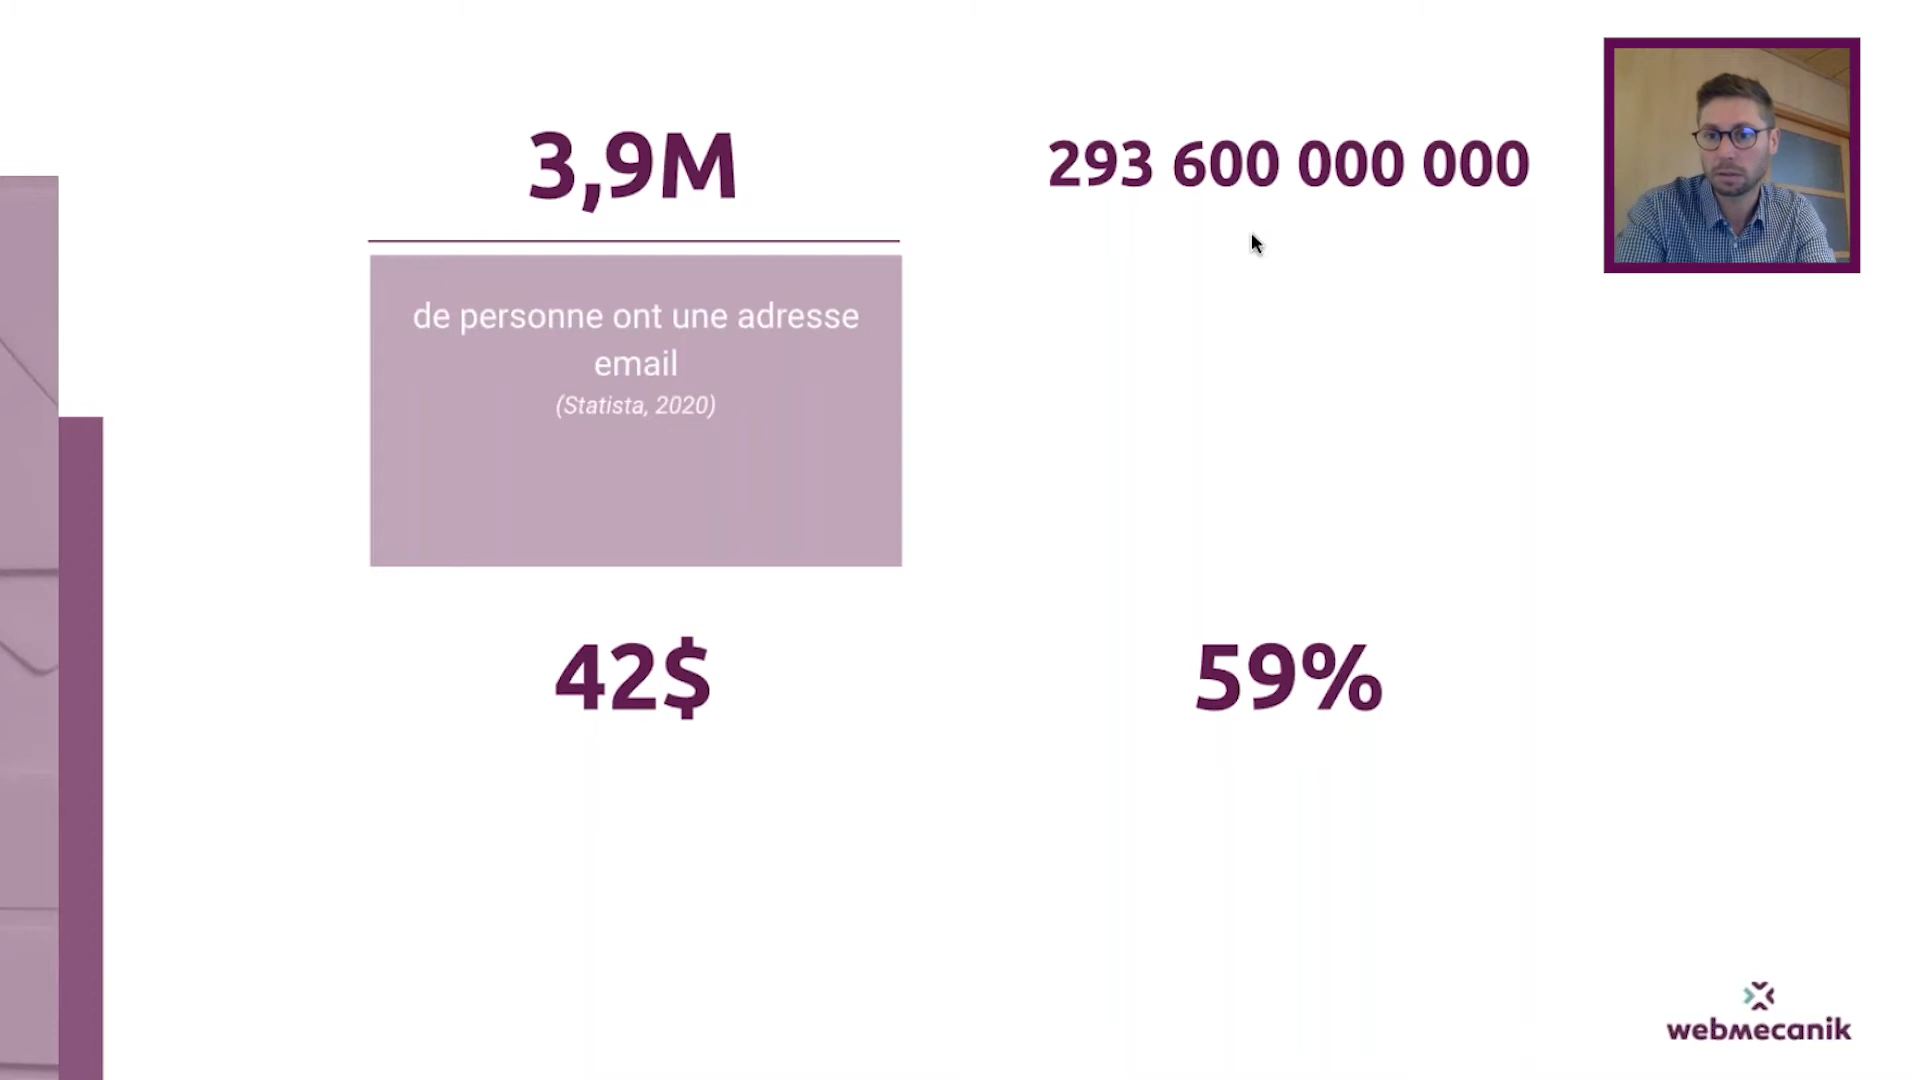 3,9M
293 600 000 000
de personne ont une adresse
email
(Statista, 2020)
42$
59%
webmecanik